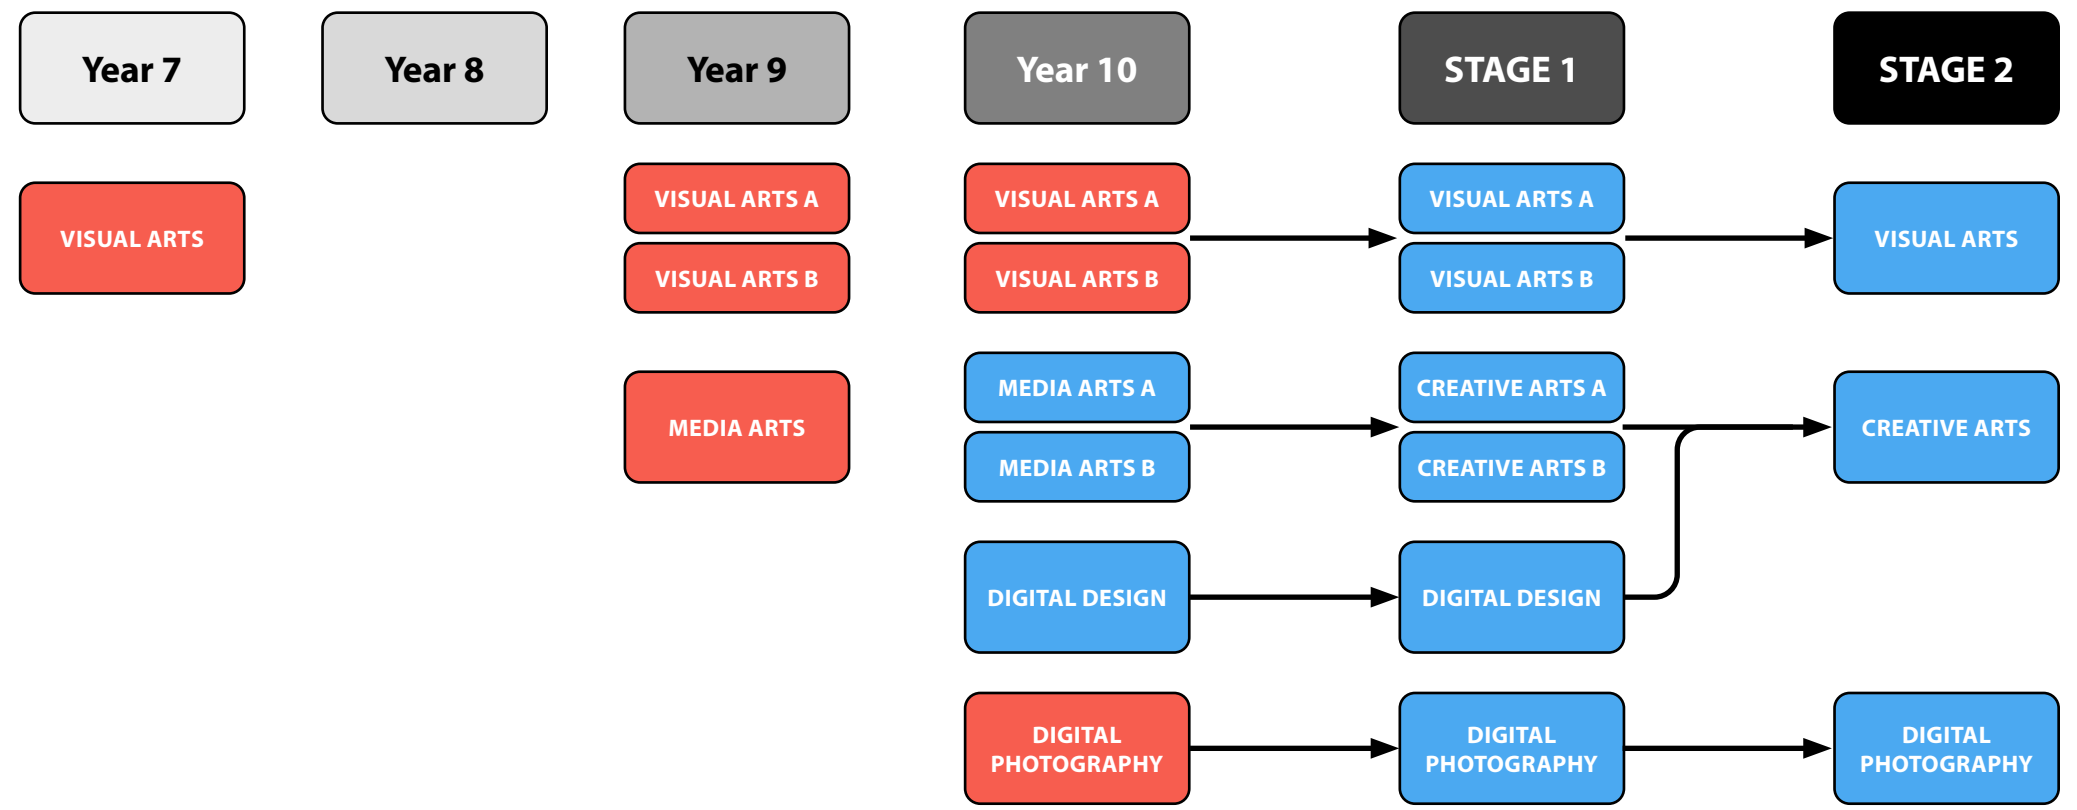 Year 7
Year 8
Year 9
Year 10
STAGE 1
STAGE 2
VISUAL ARTS
VISUAL ARTS A
VISUAL ARTS B
VISUAL ARTS A
VISUAL ARTS B
VISUAL ARTS A
VISUAL ARTS B
VISUAL ARTS
MEDIA ARTS
MEDIA ARTS A
MEDIA ARTS B
CREATIVE ARTS A
CREATIVE ARTS B
CREATIVE ARTS
DIGITAL DESIGN
DIGITAL DESIGN
DIGITAL
PHOTOGRAPHY
DIGITAL
PHOTOGRAPHY
DIGITAL
PHOTOGRAPHY